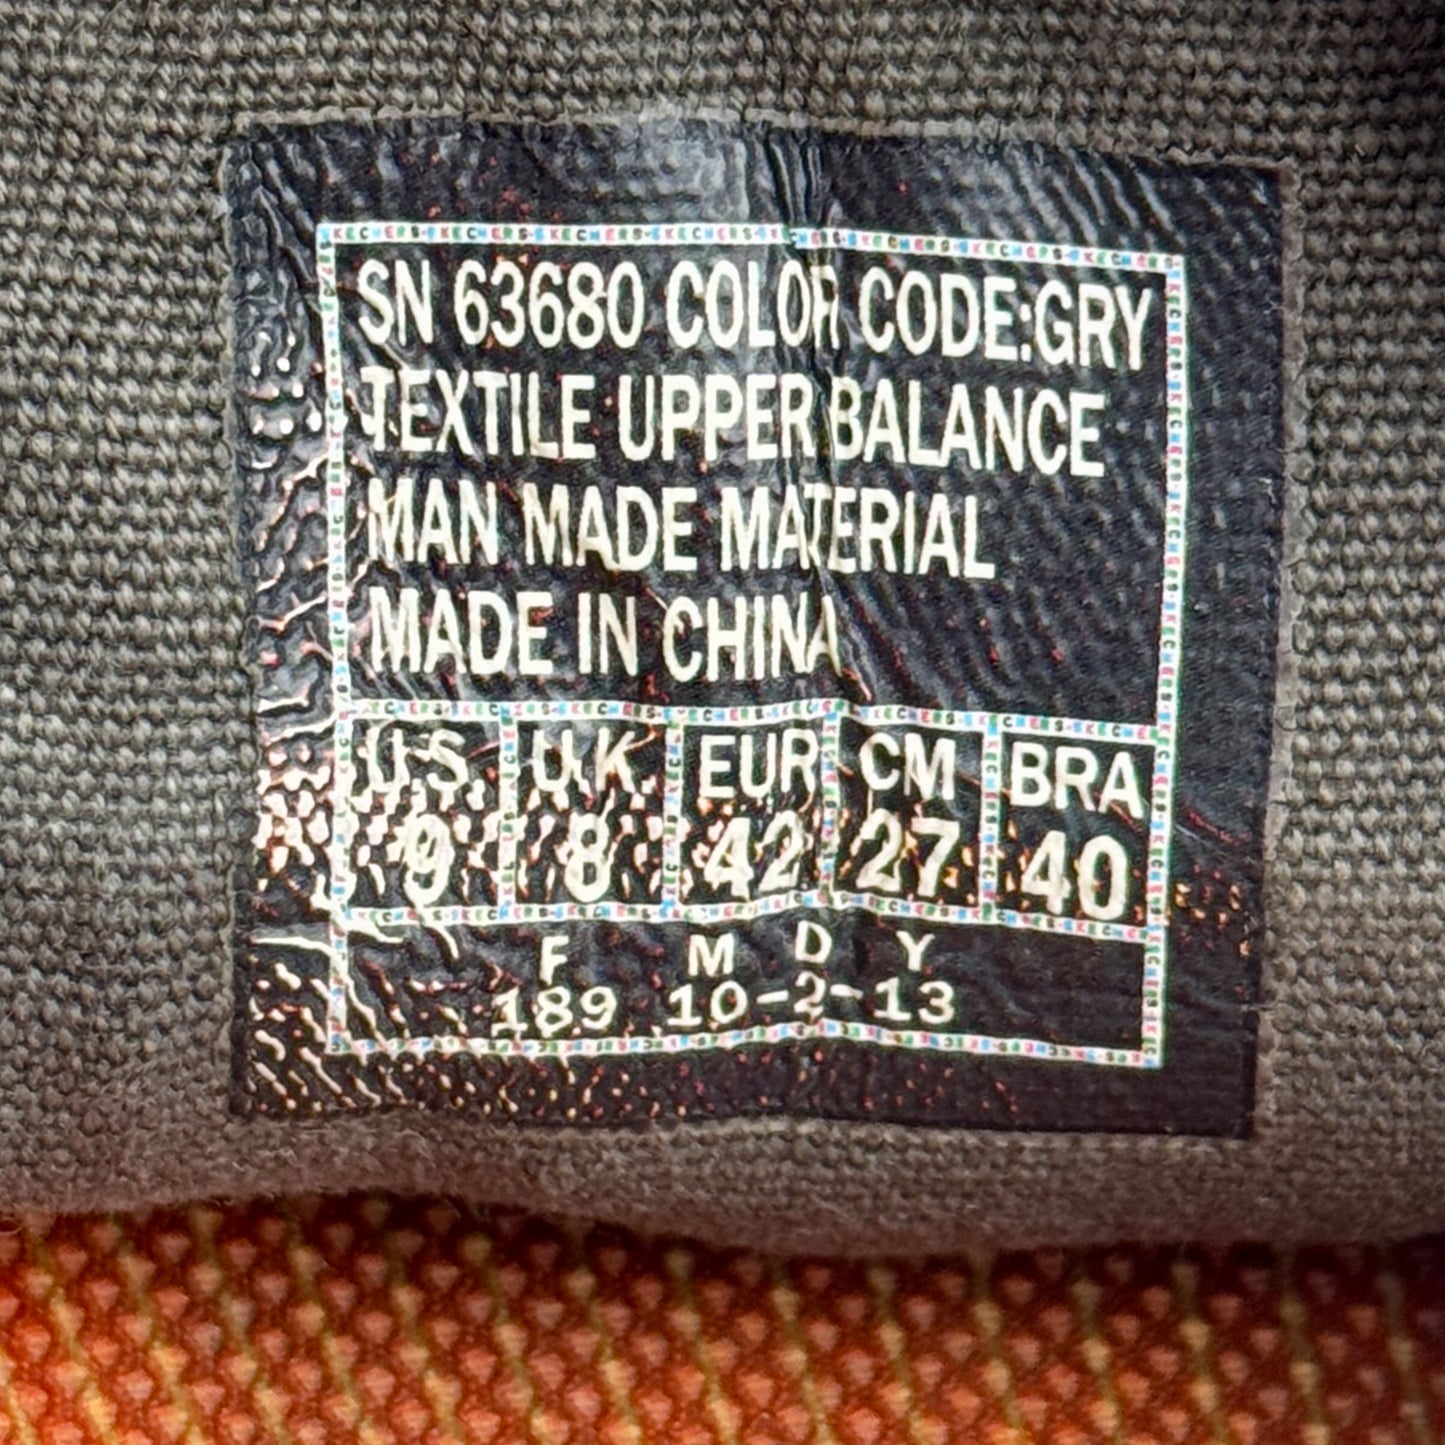 SN 63680 COLOR CODE:GRY
TEXTILE UPPER BALANCE
MAN MADE MATERIAL
MADE IN CHINA
U.S. U.K. EUR CM BRA
9 8 42 27 40
F M D Y
189 10-2-13